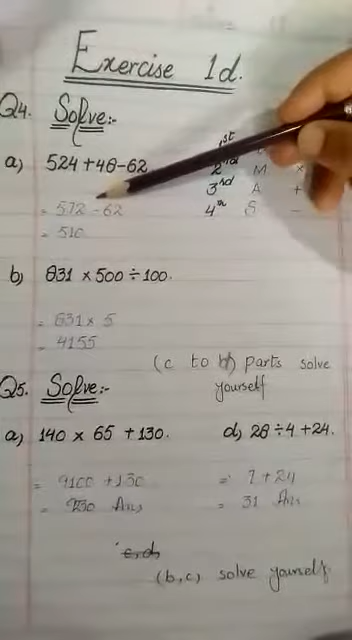 Exercise 1d.
Q4. Solve:-
a) 524+48-62
1st
2nd M ×
3rd A +
4th S -
= 572-62
= 510
b) 831 × 500 ÷ 100.
= 831 × 5
= 4155
(c to h) parts solve
yourself
Q5. Solve:-
a) 140 × 65 + 130. d) 28 ÷ 4 + 24.
= 9100 + 130 = 7 + 24
= 9230 Ans = 31 Ans
c,d,
(b,c) solve yourself.